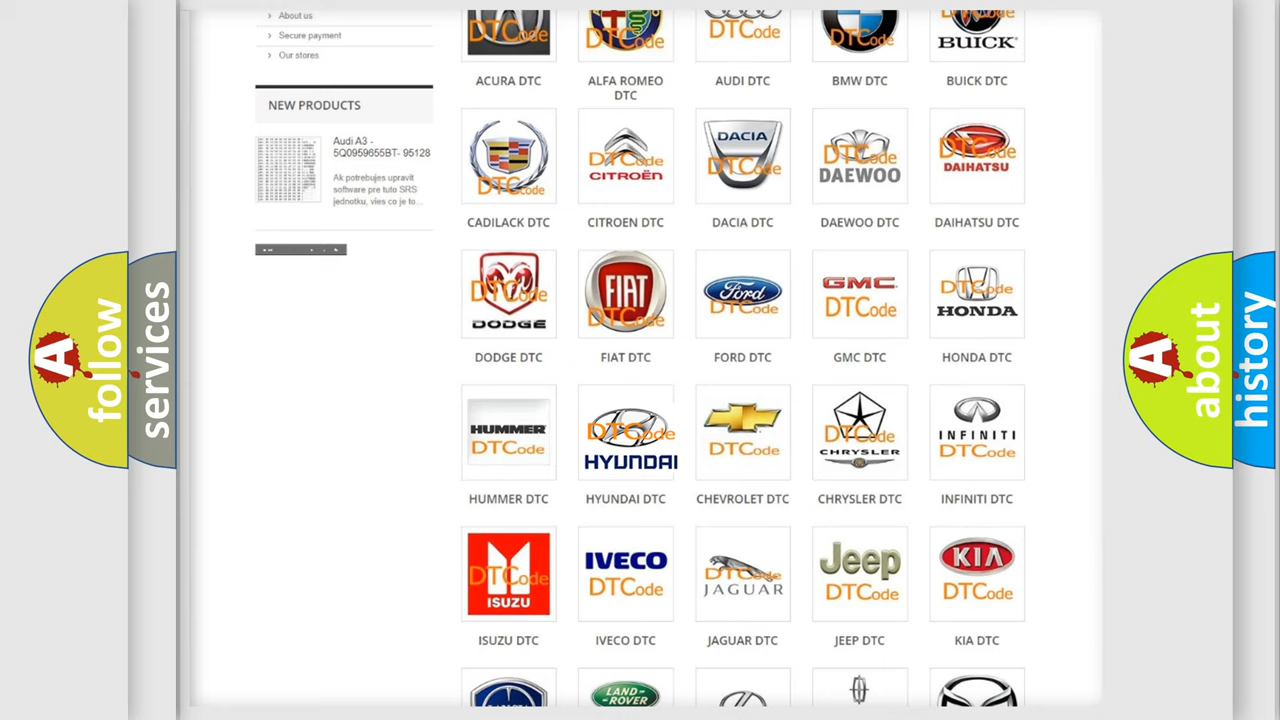 About us
Secure payment
Our stores
NEW PRODUCTS
Audi A3 -
5Q0959655BT- 95128
Ak potrebujes upravit
software pre tuto SRS
jednotku, vies co je to...
DTCode
DTCode
DTCode
DTCode
BUICK
ACURA DTC
ALFA ROMEO
DTC
AUDI DTC
BMW DTC
BUICK DTC
DTCode
DTCode
CITROËN
DACIA
DTCode
DTCode
DAEWOO
DTCode
DAIHATSU
CADILACK DTC
CITROEN DTC
DACIA DTC
DAEWOO DTC
DAIHATSU DTC
DTCode
DODGE
FIAT
DTCode
Ford
DTCode
GMC
DTCode
DTCode
HONDA
DODGE DTC
FIAT DTC
FORD DTC
GMC DTC
HONDA DTC
HUMMER
DTCode
DTCode
HYUNDAI
DTCode
DTCode
CHRYSLER
INFINITI
DTCode
HUMMER DTC
HYUNDAI DTC
CHEVROLET DTC
CHRYSLER DTC
INFINITI DTC
DTCode
ISUZU
IVECO
DTCode
DTCode
JAGUAR
Jeep
DTCode
KIA
DTCode
ISUZU DTC
IVECO DTC
JAGUAR DTC
JEEP DTC
KIA DTC
LAND-
ROVER
A
follow
services
A
about
history